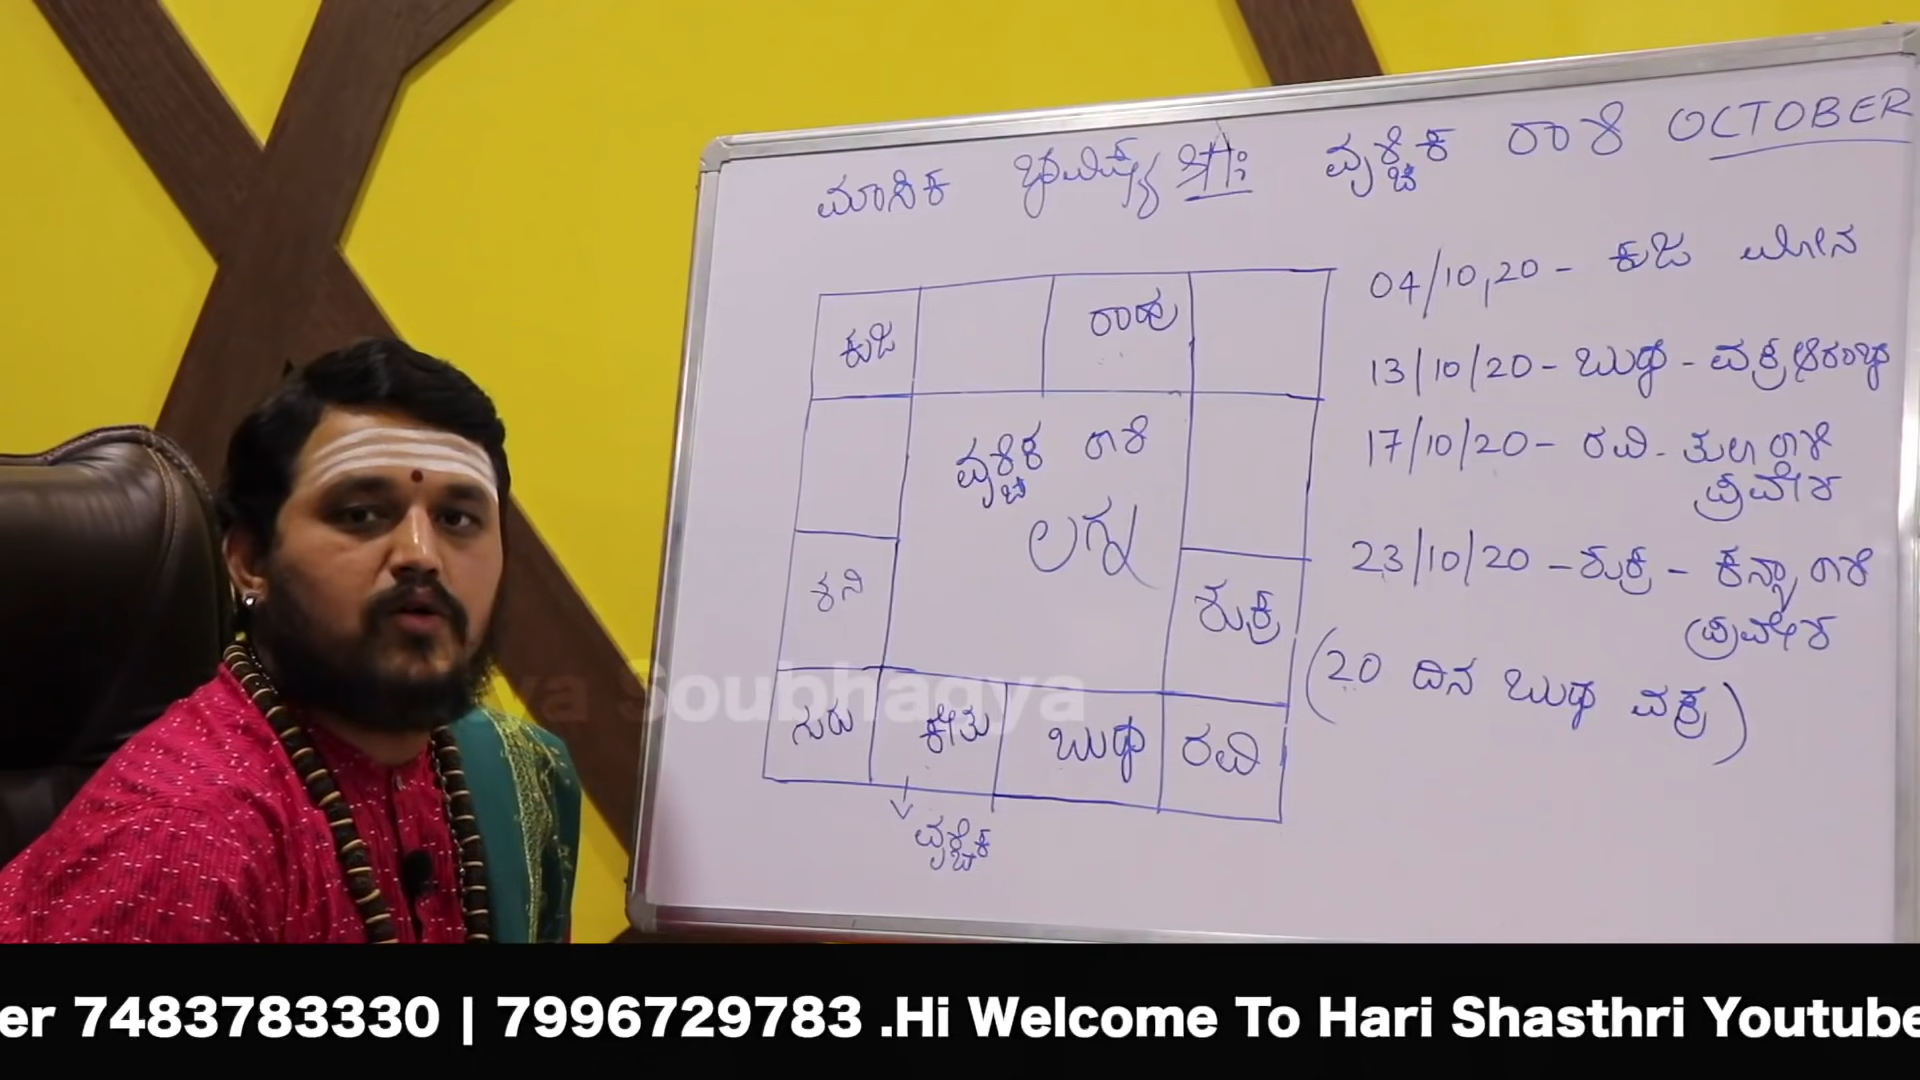 ಮಾಸಿಕ ಭವಿಷ್ಯ ವೃಶ್ಚಿಕ ರಾಶಿ OCTOBER
04/10,20 - ಕುಜ ಮೀನ
13/10/20 - ಬುಧ - ವಕ್ರ ಆರಂಭ
17/10/20 - ರವಿ - ತುಲಾ ರಾಶಿ
ಪ್ರವೇಶ
23/10/20 - ಶುಕ್ರ - ಕನ್ಯಾ ರಾಶಿ
ಪ್ರವೇಶ
(20 ದಿನ ಬುಧ ವಕ್ರ)
ಕುಜ ರಾಹು
ವೃಶ್ಚಿಕ ರಾಶಿ
ಲಗ್ನ
ಶನಿ ಶುಕ್ರ
ಗುರು ಕೇತು ಬುಧ ರವಿ
ವೃಶ್ಚಿಕ
Soubhagya
er 7483783330 | 7996729783 .Hi Welcome To Hari Shasthri Youtube